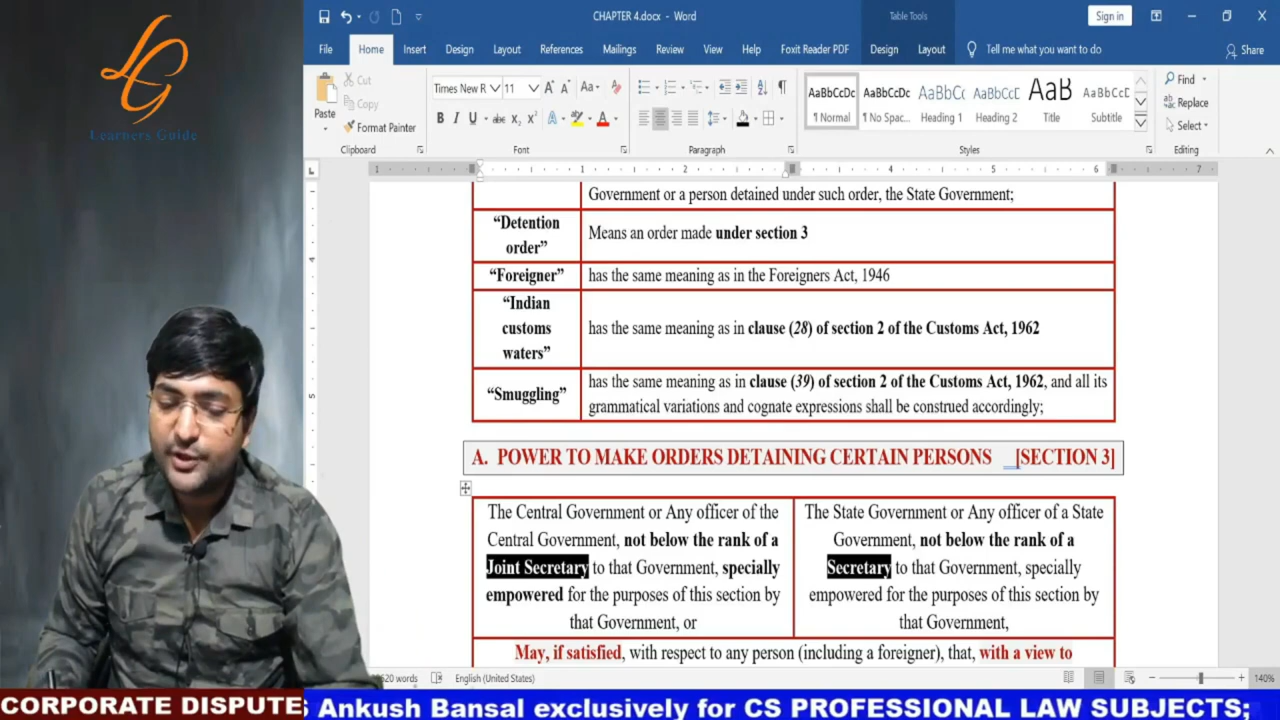 LG
Learners Guide
CHAPTER 4.docx - Word
Table Tools
Sign in
File
Home
Insert
Design
Layout
References
Mailings
Review
View
Help
Foxit Reader PDF
Design
Layout
Tell me what you want to do
Share
Paste
Cut
Copy
Format Painter
Clipboard
Times New R
11
Font
Paragraph
AaBbCcDc
¶ Normal
AaBbCcDc
¶ No Spac...
AaBbCc
Heading 1
AaBbCcE
Heading 2
AaB
Title
AaBbCcE
Subtitle
Styles
Find
Replace
Select
Editing
1 1 2 3 4 5 6 7
Government or a person detained under such order, the State Government;
“Detention
order”
Means an order made under section 3
“Foreigner”
has the same meaning as in the Foreigners Act, 1946
“Indian
customs
waters”
has the same meaning as in clause (28) of section 2 of the Customs Act, 1962
“Smuggling”
has the same meaning as in clause (39) of section 2 of the Customs Act, 1962, and all its
grammatical variations and cognate expressions shall be construed accordingly;
A. POWER TO MAKE ORDERS DETAINING CERTAIN PERSONS [SECTION 3]
The Central Government or Any officer of the
Central Government, not below the rank of a
Joint Secretary to that Government, specially
empowered for the purposes of this section by
that Government, or
The State Government or Any officer of a State
Government, not below the rank of a
Secretary to that Government, specially
empowered for the purposes of this section by
that Government,
May, if satisfied, with respect to any person (including a foreigner), that, with a view to
words
English (United States)
140%
CORPORATE DISPUTE
Ankush Bansal exclusively for CS PROFESSIONAL LAW SUBJECTS;